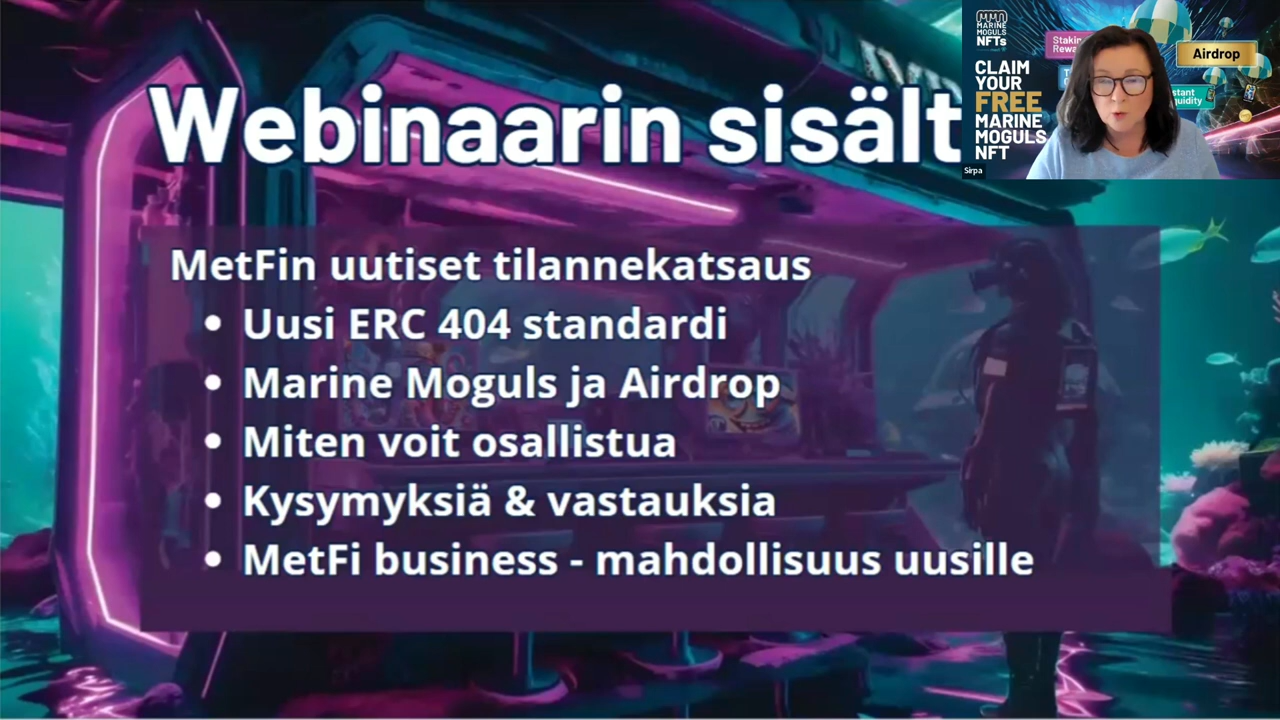 Webinaarin sisält
MetFin uutiset tilannekatsaus
• Uusi ERC 404 standardi
• Marine Moguls ja Airdrop
• Miten voit osallistua
• Kysymyksiä & vastauksia
• MetFi business - mahdollisuus uusille
MARINE
MOGULS
NFTs
CLAIM
YOUR
FREE
MARINE
MOGULS
NFT
Airdrop
Sirpa